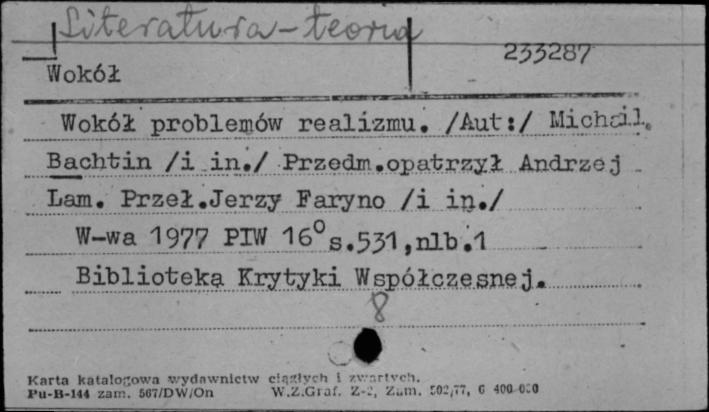 Literatura-teoria
233287
Wokół
Wokół problemów realizmu. /Aut:/ Michail
Bachtin /i in./ Przedm.opatrzył Andrzej
Lam. Przeł.Jerzy Faryno /i in./
W-wa 1977 PIW 16° s.531,nlb.1
Biblioteka Krytyki Współczesnej.
8
Karta katalogowa wydawnictw ciągłych i zwartych.
Pu-B-144 zam. 567/DW/On W.Z.Graf. Z-2, Zam. 502/77, 6 400 000